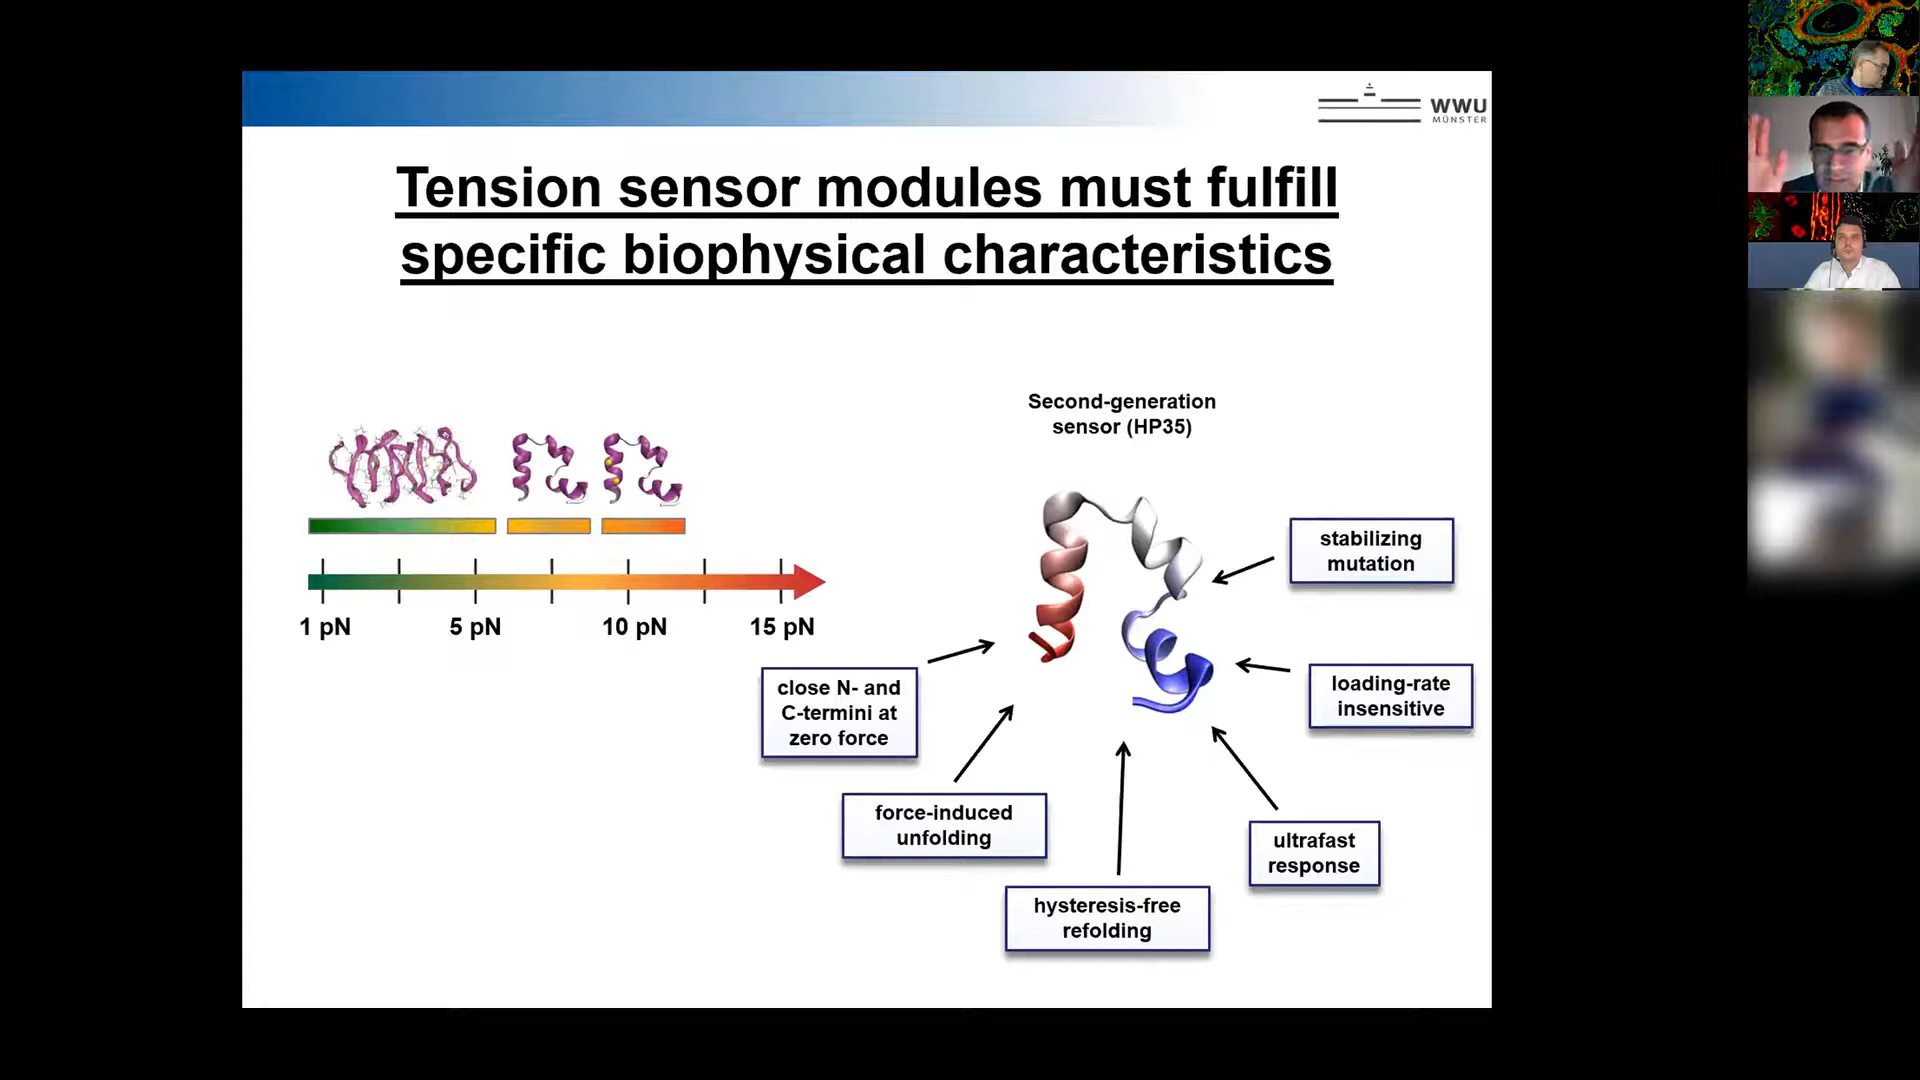 WWU
MÜNSTER
Tension sensor modules must fulfill
specific biophysical characteristics
Second-generation
sensor (HP35)
1 pN
5 pN
10 pN
15 pN
stabilizing
mutation
close N- and
C-termini at
zero force
loading-rate
insensitive
force-induced
unfolding
ultrafast
response
hysteresis-free
refolding